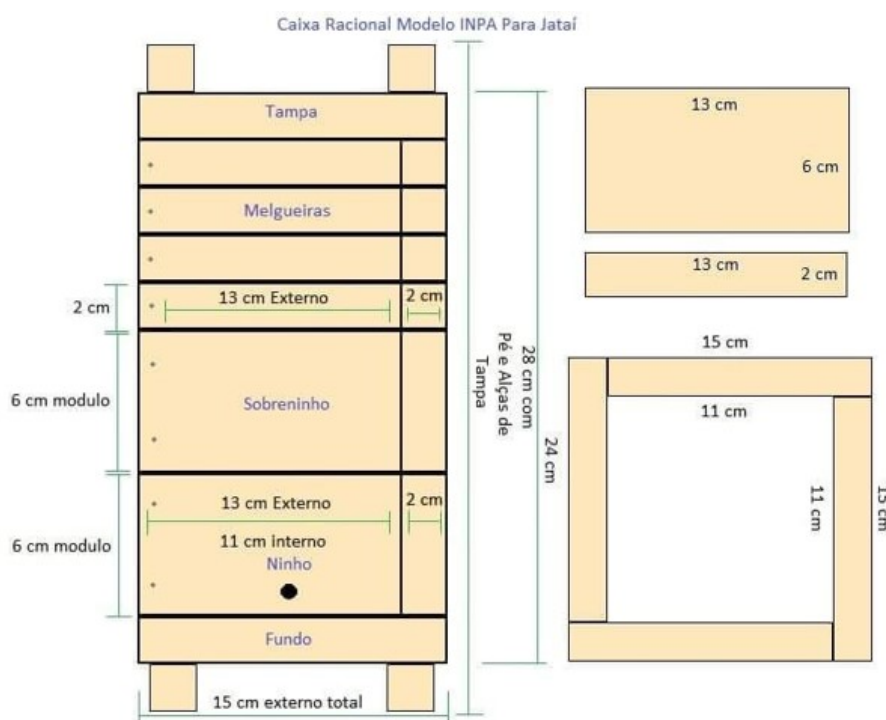 Caixa Racional Modelo INPA Para Jataí
Tampa
Melgueiras
2 cm
13 cm Externo
2 cm
6 cm modulo
Sobreninho
6 cm modulo
13 cm Externo
2 cm
11 cm interno
Ninho
Fundo
15 cm externo total
28 cm com
Pé e Alças de
Tampa
24 cm
13 cm
6 cm
13 cm
2 cm
15 cm
11 cm
11 cm
15 cm